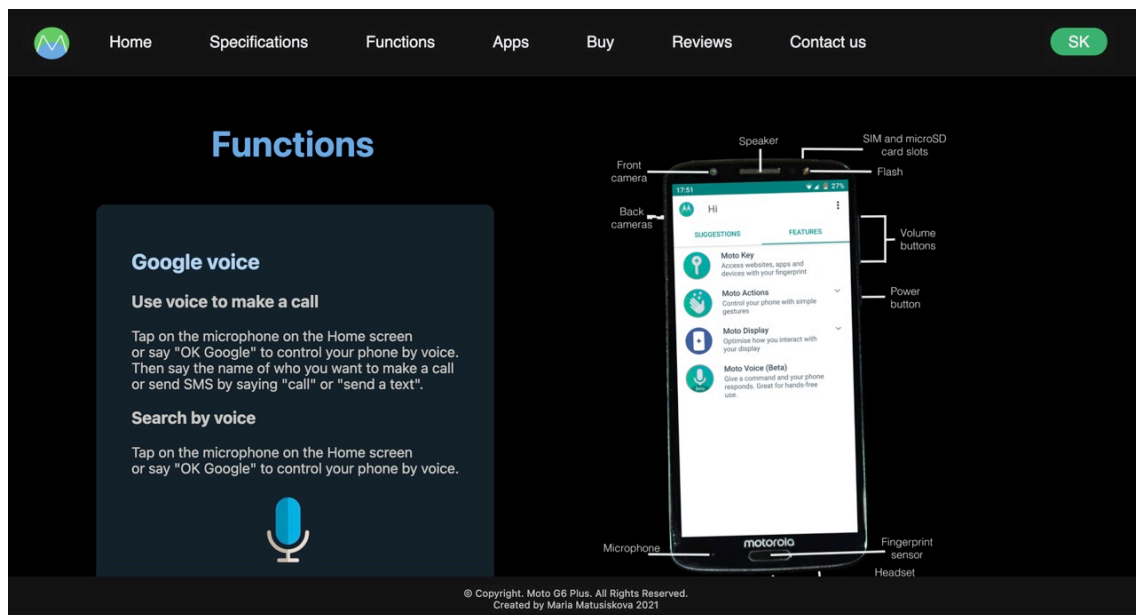 Home Specifications Functions Apps Buy Reviews Contact us SK
Functions
Google voice
Use voice to make a call
Tap on the microphone on the Home screen
or say "OK Google" to control your phone by voice.
Then say the name of who you want to make a call
or send SMS by saying "call" or "send a text".
Search by voice
Tap on the microphone on the Home screen
or say "OK Google" to control your phone by voice.
Speaker
SIM and microSD
card slots
Front
camera
Flash
Back
cameras
Volume
buttons
Power
button
17:51 27%
Hi
SUGGESTIONS FEATURES
Moto Key
Access websites, apps and
devices with your fingerprint
Moto Actions
Control your phone with simple
gestures
Moto Display
Optimise how you interact with
your display
Moto Voice (Beta)
Give a command and your phone
responds. Great for hands-free
use.
Beta
motorola
Microphone
Fingerprint
sensor
Headset
© Copyright. Moto G6 Plus. All Rights Reserved.
Created by Maria Matusiskova 2021